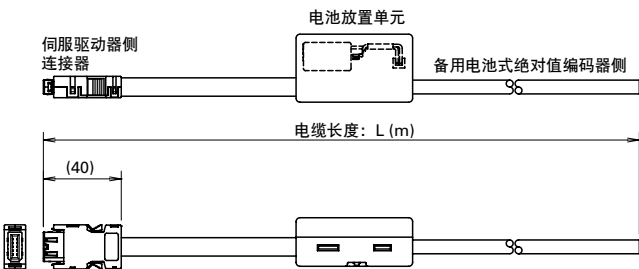 电池放置单元
伺服驱动器侧
连接器
备用电池式绝对值编码器侧
电缆长度：L (m)
(40)